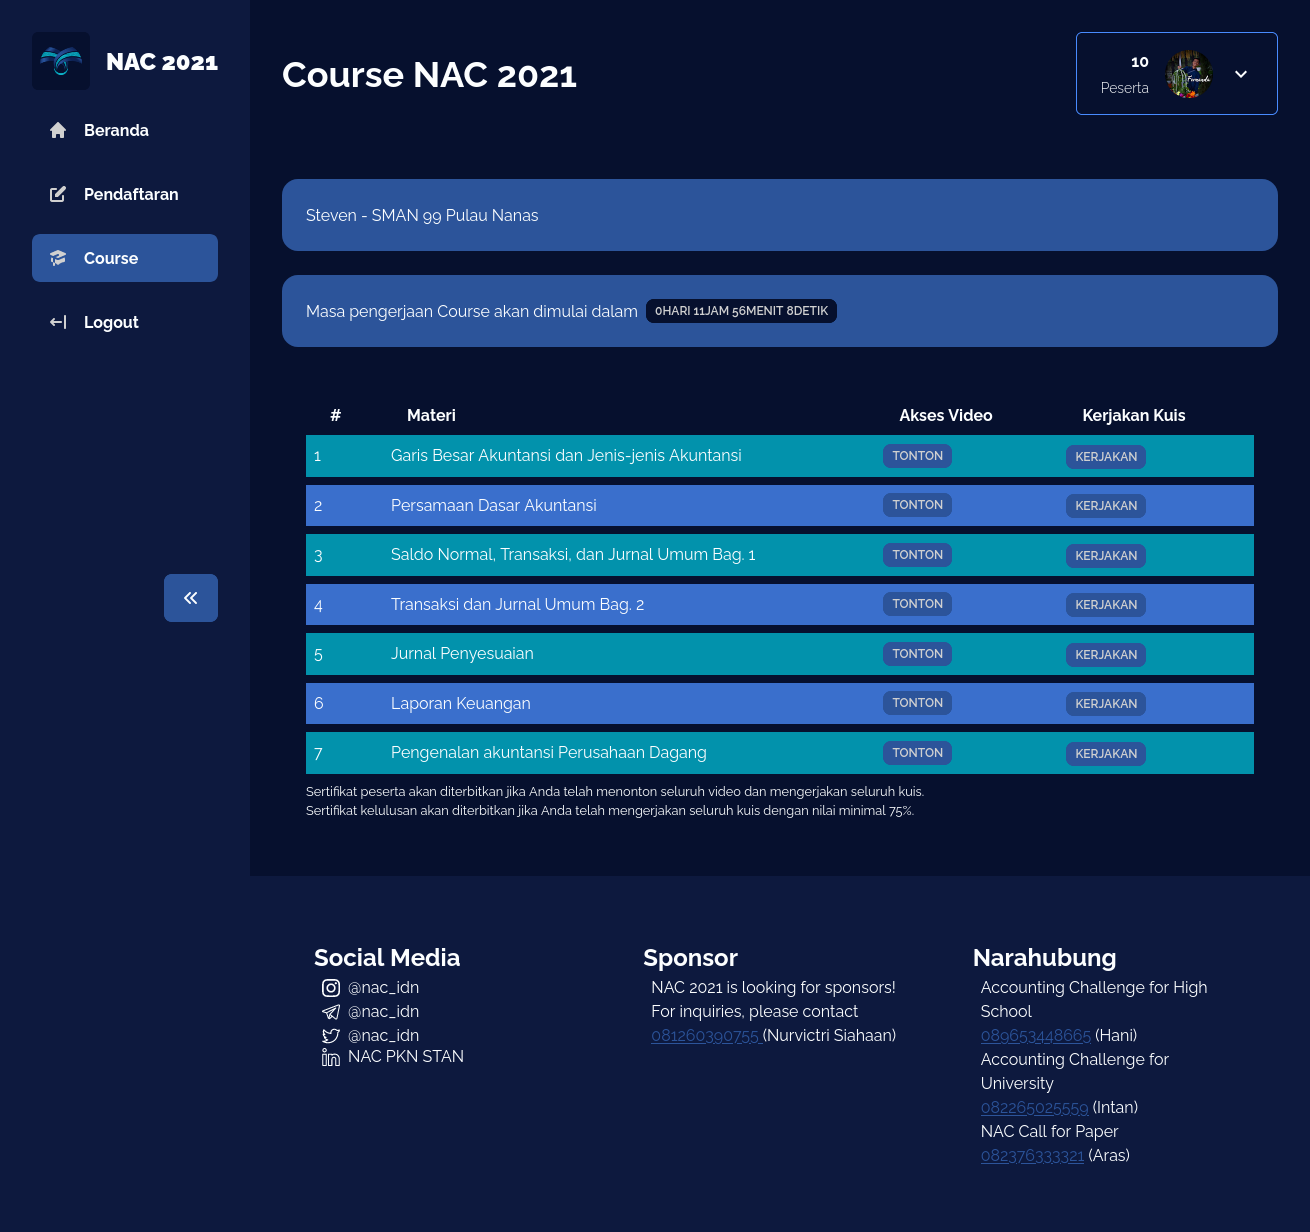 NAC 2021
Beranda
Pendaftaran
Course
Logout
Course NAC 2021
10
Peserta
Fernanda
Steven - SMAN 99 Pulau Nanas
Masa pengerjaan Course akan dimulai dalam 0HARI 11JAM 56MENIT 8DETIK
# Materi Akses Video Kerjakan Kuis
1 Garis Besar Akuntansi dan Jenis-jenis Akuntansi TONTON KERJAKAN
2 Persamaan Dasar Akuntansi TONTON KERJAKAN
3 Saldo Normal, Transaksi, dan Jurnal Umum Bag. 1 TONTON KERJAKAN
4 Transaksi dan Jurnal Umum Bag. 2 TONTON KERJAKAN
5 Jurnal Penyesuaian TONTON KERJAKAN
6 Laporan Keuangan TONTON KERJAKAN
7 Pengenalan akuntansi Perusahaan Dagang TONTON KERJAKAN
Sertifikat peserta akan diterbitkan jika Anda telah menonton seluruh video dan mengerjakan seluruh kuis.
Sertifikat kelulusan akan diterbitkan jika Anda telah mengerjakan seluruh kuis dengan nilai minimal 75%.
Social Media
@nac_idn
@nac_idn
@nac_idn
NAC PKN STAN
Sponsor
NAC 2021 is looking for sponsors!
For inquiries, please contact
081260390755 (Nurvictri Siahaan)
Narahubung
Accounting Challenge for High
School
089653448665 (Hani)
Accounting Challenge for
University
082265025559 (Intan)
NAC Call for Paper
082376333321 (Aras)